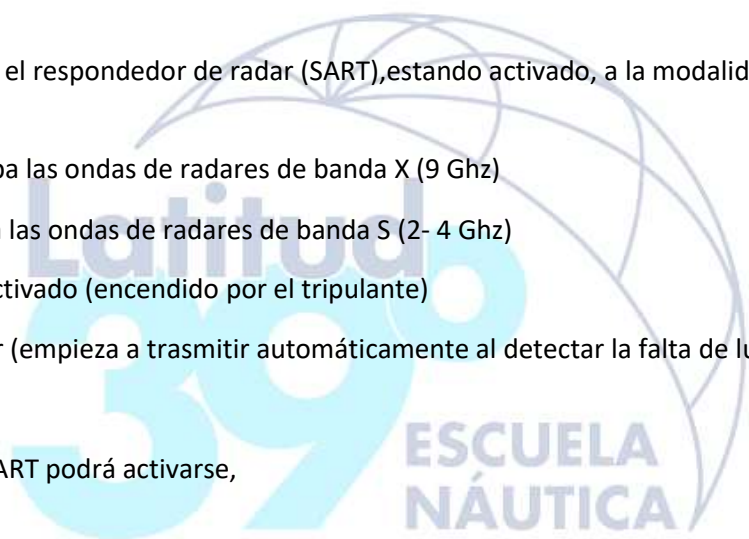 el respondedor de radar (SART),estando activado, a la modalid
ba las ondas de radares de banda X (9 Ghz)
las ondas de radares de banda S (2- 4 Ghz)
ctivado (encendido por el tripulante)
(empieza a trasmitir automáticamente al detectar la falta de lu
ART podrá activarse,
Latitud
39º
ESCUELA
NÁUTICA